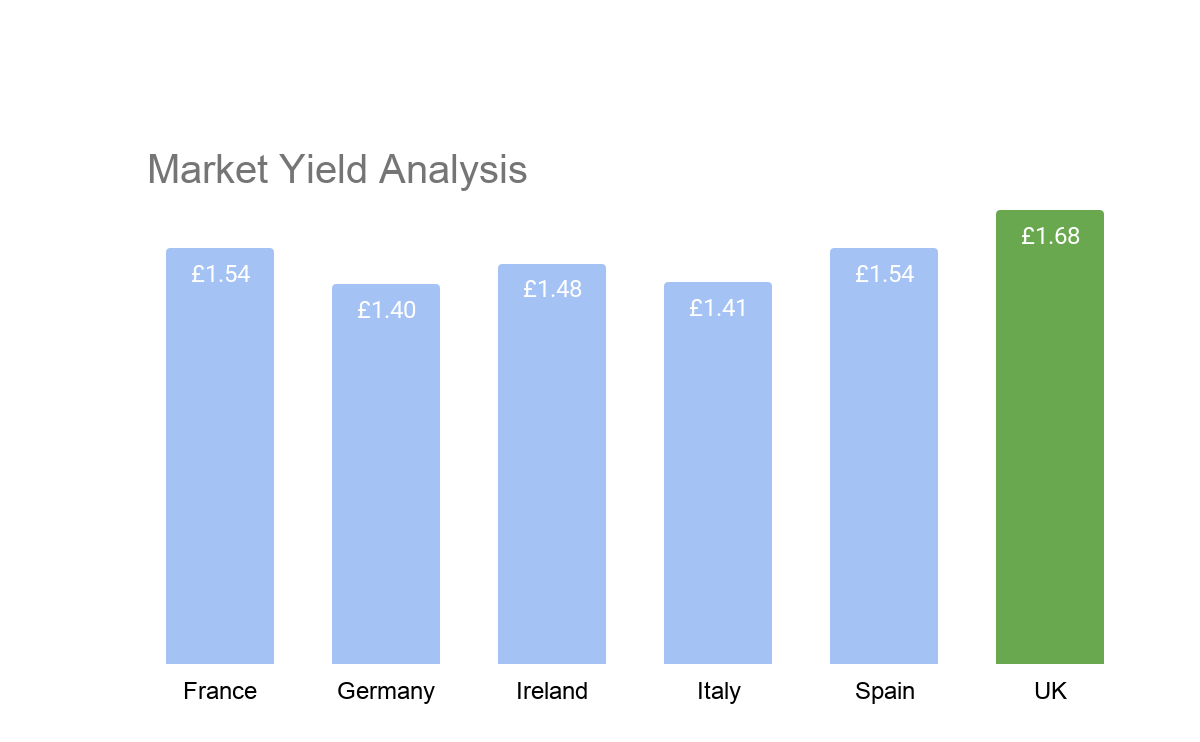 Market Yield Analysis
£1.54
£1.40
£1.48
£1.41
£1.54
£1.68
France
Germany
Ireland
Italy
Spain
UK